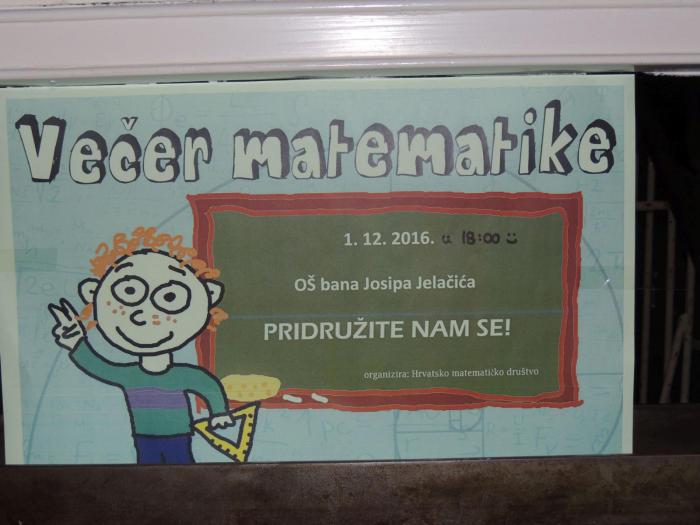 Večer matematike
1. 12. 2016. u 18:00
OŠ bana Josipa Jelačića
PRIDRUŽITE NAM SE!
organizira: Hrvatsko matematičko društvo